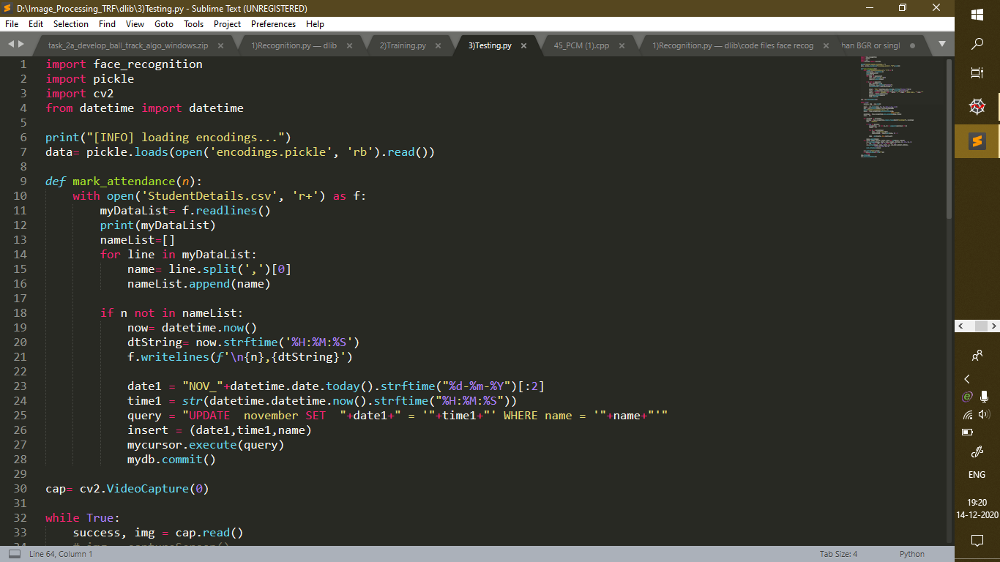 D:\Image_Processing_TRF\dlib\3)Testing.py - Sublime Text (UNREGISTERED)
File Edit Selection Find View Goto Tools Project Preferences Help
task_2a_develop_ball_track_algo_windows.zip 1)Recognition.py — dlib 2)Training.py 3)Testing.py 45_PCM (1).cpp 1)Recognition.py — dlib\code files face recog han BGR or singl
1 import face_recognition
2 import pickle
3 import cv2
4 from datetime import datetime
5
6 print("[INFO] loading encodings...")
7 data= pickle.loads(open('encodings.pickle', 'rb').read())
8
9 def mark_attendance(n):
10 with open('StudentDetails.csv', 'r+') as f:
11 myDataList= f.readlines()
12 print(myDataList)
13 nameList=[]
14 for line in myDataList:
15 name= line.split(',')[0]
16 nameList.append(name)
17
18 if n not in nameList:
19 now= datetime.now()
20 dtString= now.strftime('%H:%M:%S')
21 f.writelines(f'\n{n},{dtString}')
22
23 date1 = "NOV_"+datetime.date.today().strftime("%d-%m-%Y")[:2]
24 time1 = str(datetime.datetime.now().strftime("%H:%M:%S"))
25 query = "UPDATE  november SET  "+date1+" = '"+time1+"' WHERE name = '"+name+"'"
26 insert = (date1,time1,name)
27 mycursor.execute(query)
28 mydb.commit()
29
30 cap= cv2.VideoCapture(0)
31
32 while True:
33 success, img = cap.read()
Line 64, Column 1
Tab Size: 4
Python
ENG
19:20
14-12-2020